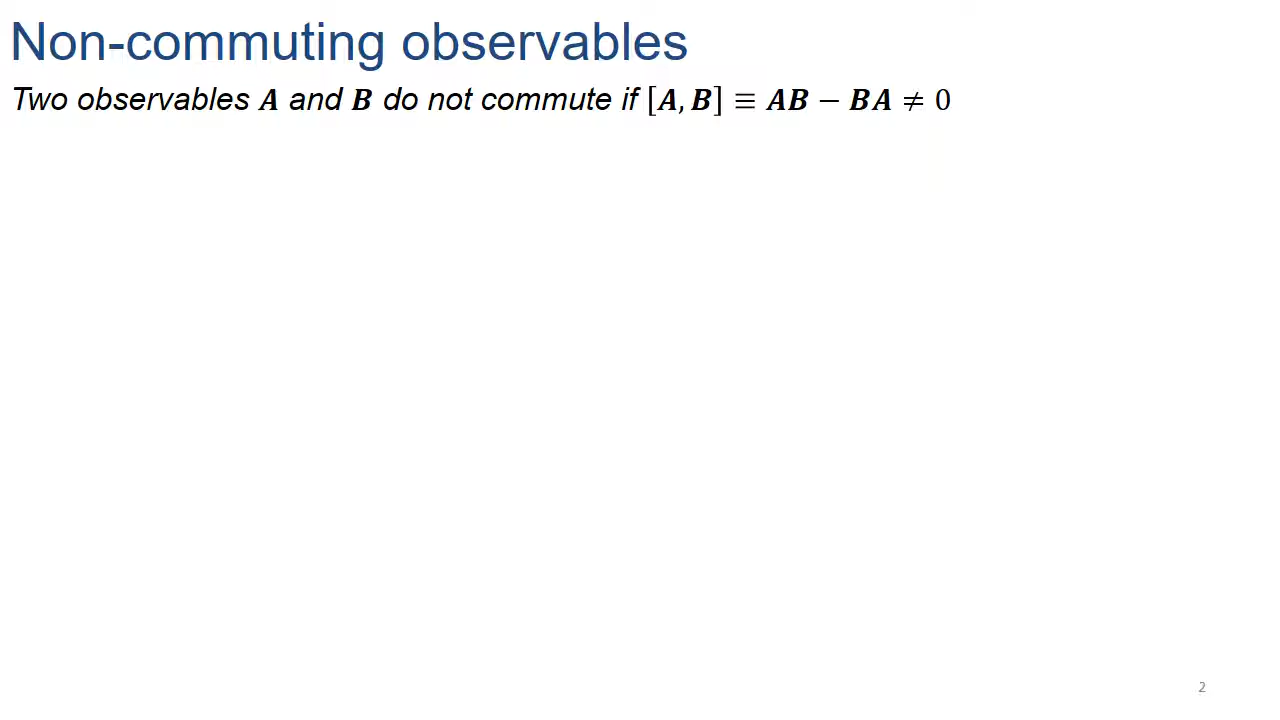 Non-commuting observables
Two observables 𝑨 and 𝑩 do not commute if [𝑨, 𝑩] ≡ 𝑨𝑩 − 𝑩𝑨 ≠ 0
2